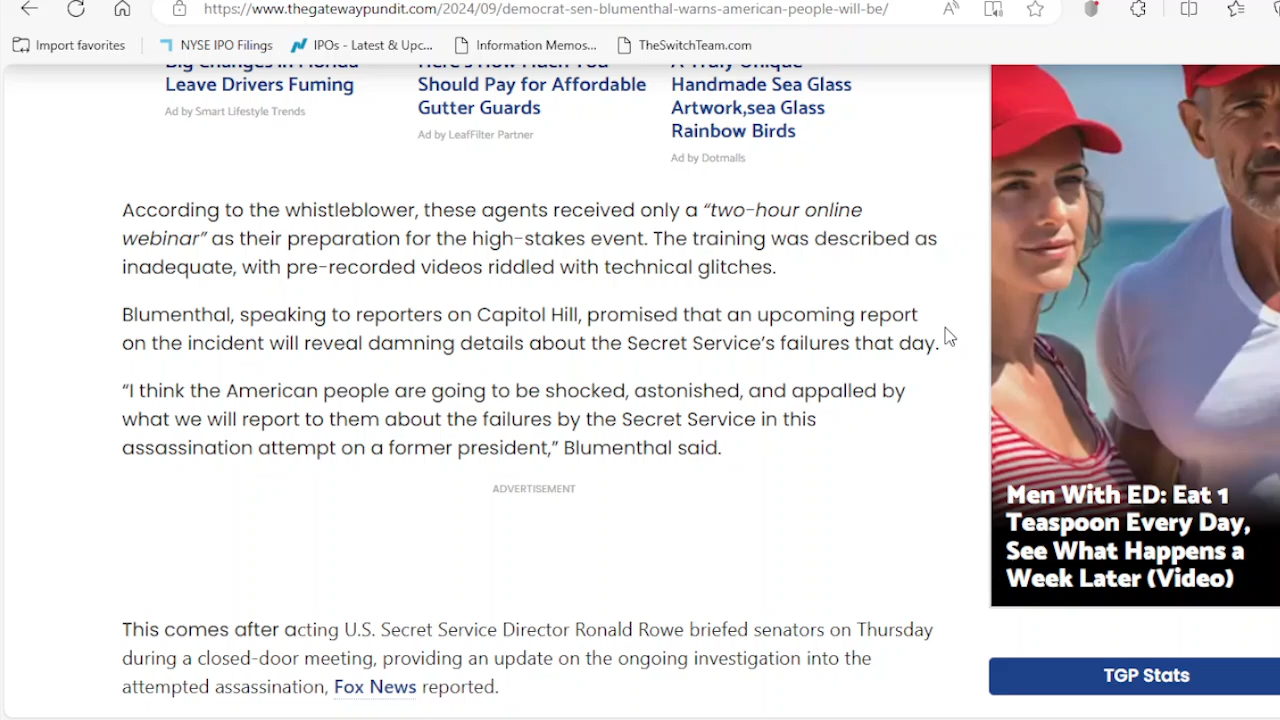 https://www.thegatewaypundit.com/2024/09/democrat-sen-blumenthal-warns-american-people-will-be/
Import favorites
NYSE IPO Filings
IPOs - Latest & Upc...
Information Memos...
TheSwitchTeam.com
Big Changes in Florida
Leave Drivers Fuming
Ad by Smart Lifestyle Trends
Here's How Much You
Should Pay for Affordable
Gutter Guards
Ad by LeafFilter Partner
A Truly Unique
Handmade Sea Glass
Artwork,sea Glass
Rainbow Birds
Ad by Dotmalls
According to the whistleblower, these agents received only a “two-hour online
webinar” as their preparation for the high-stakes event. The training was described as
inadequate, with pre-recorded videos riddled with technical glitches.
Blumenthal, speaking to reporters on Capitol Hill, promised that an upcoming report
on the incident will reveal damning details about the Secret Service’s failures that day.
“I think the American people are going to be shocked, astonished, and appalled by
what we will report to them about the failures by the Secret Service in this
assassination attempt on a former president,” Blumenthal said.
ADVERTISEMENT
This comes after acting U.S. Secret Service Director Ronald Rowe briefed senators on Thursday
during a closed-door meeting, providing an update on the ongoing investigation into the
attempted assassination, Fox News reported.
Men With ED: Eat 1
Teaspoon Every Day,
See What Happens a
Week Later (Video)
TGP Stats